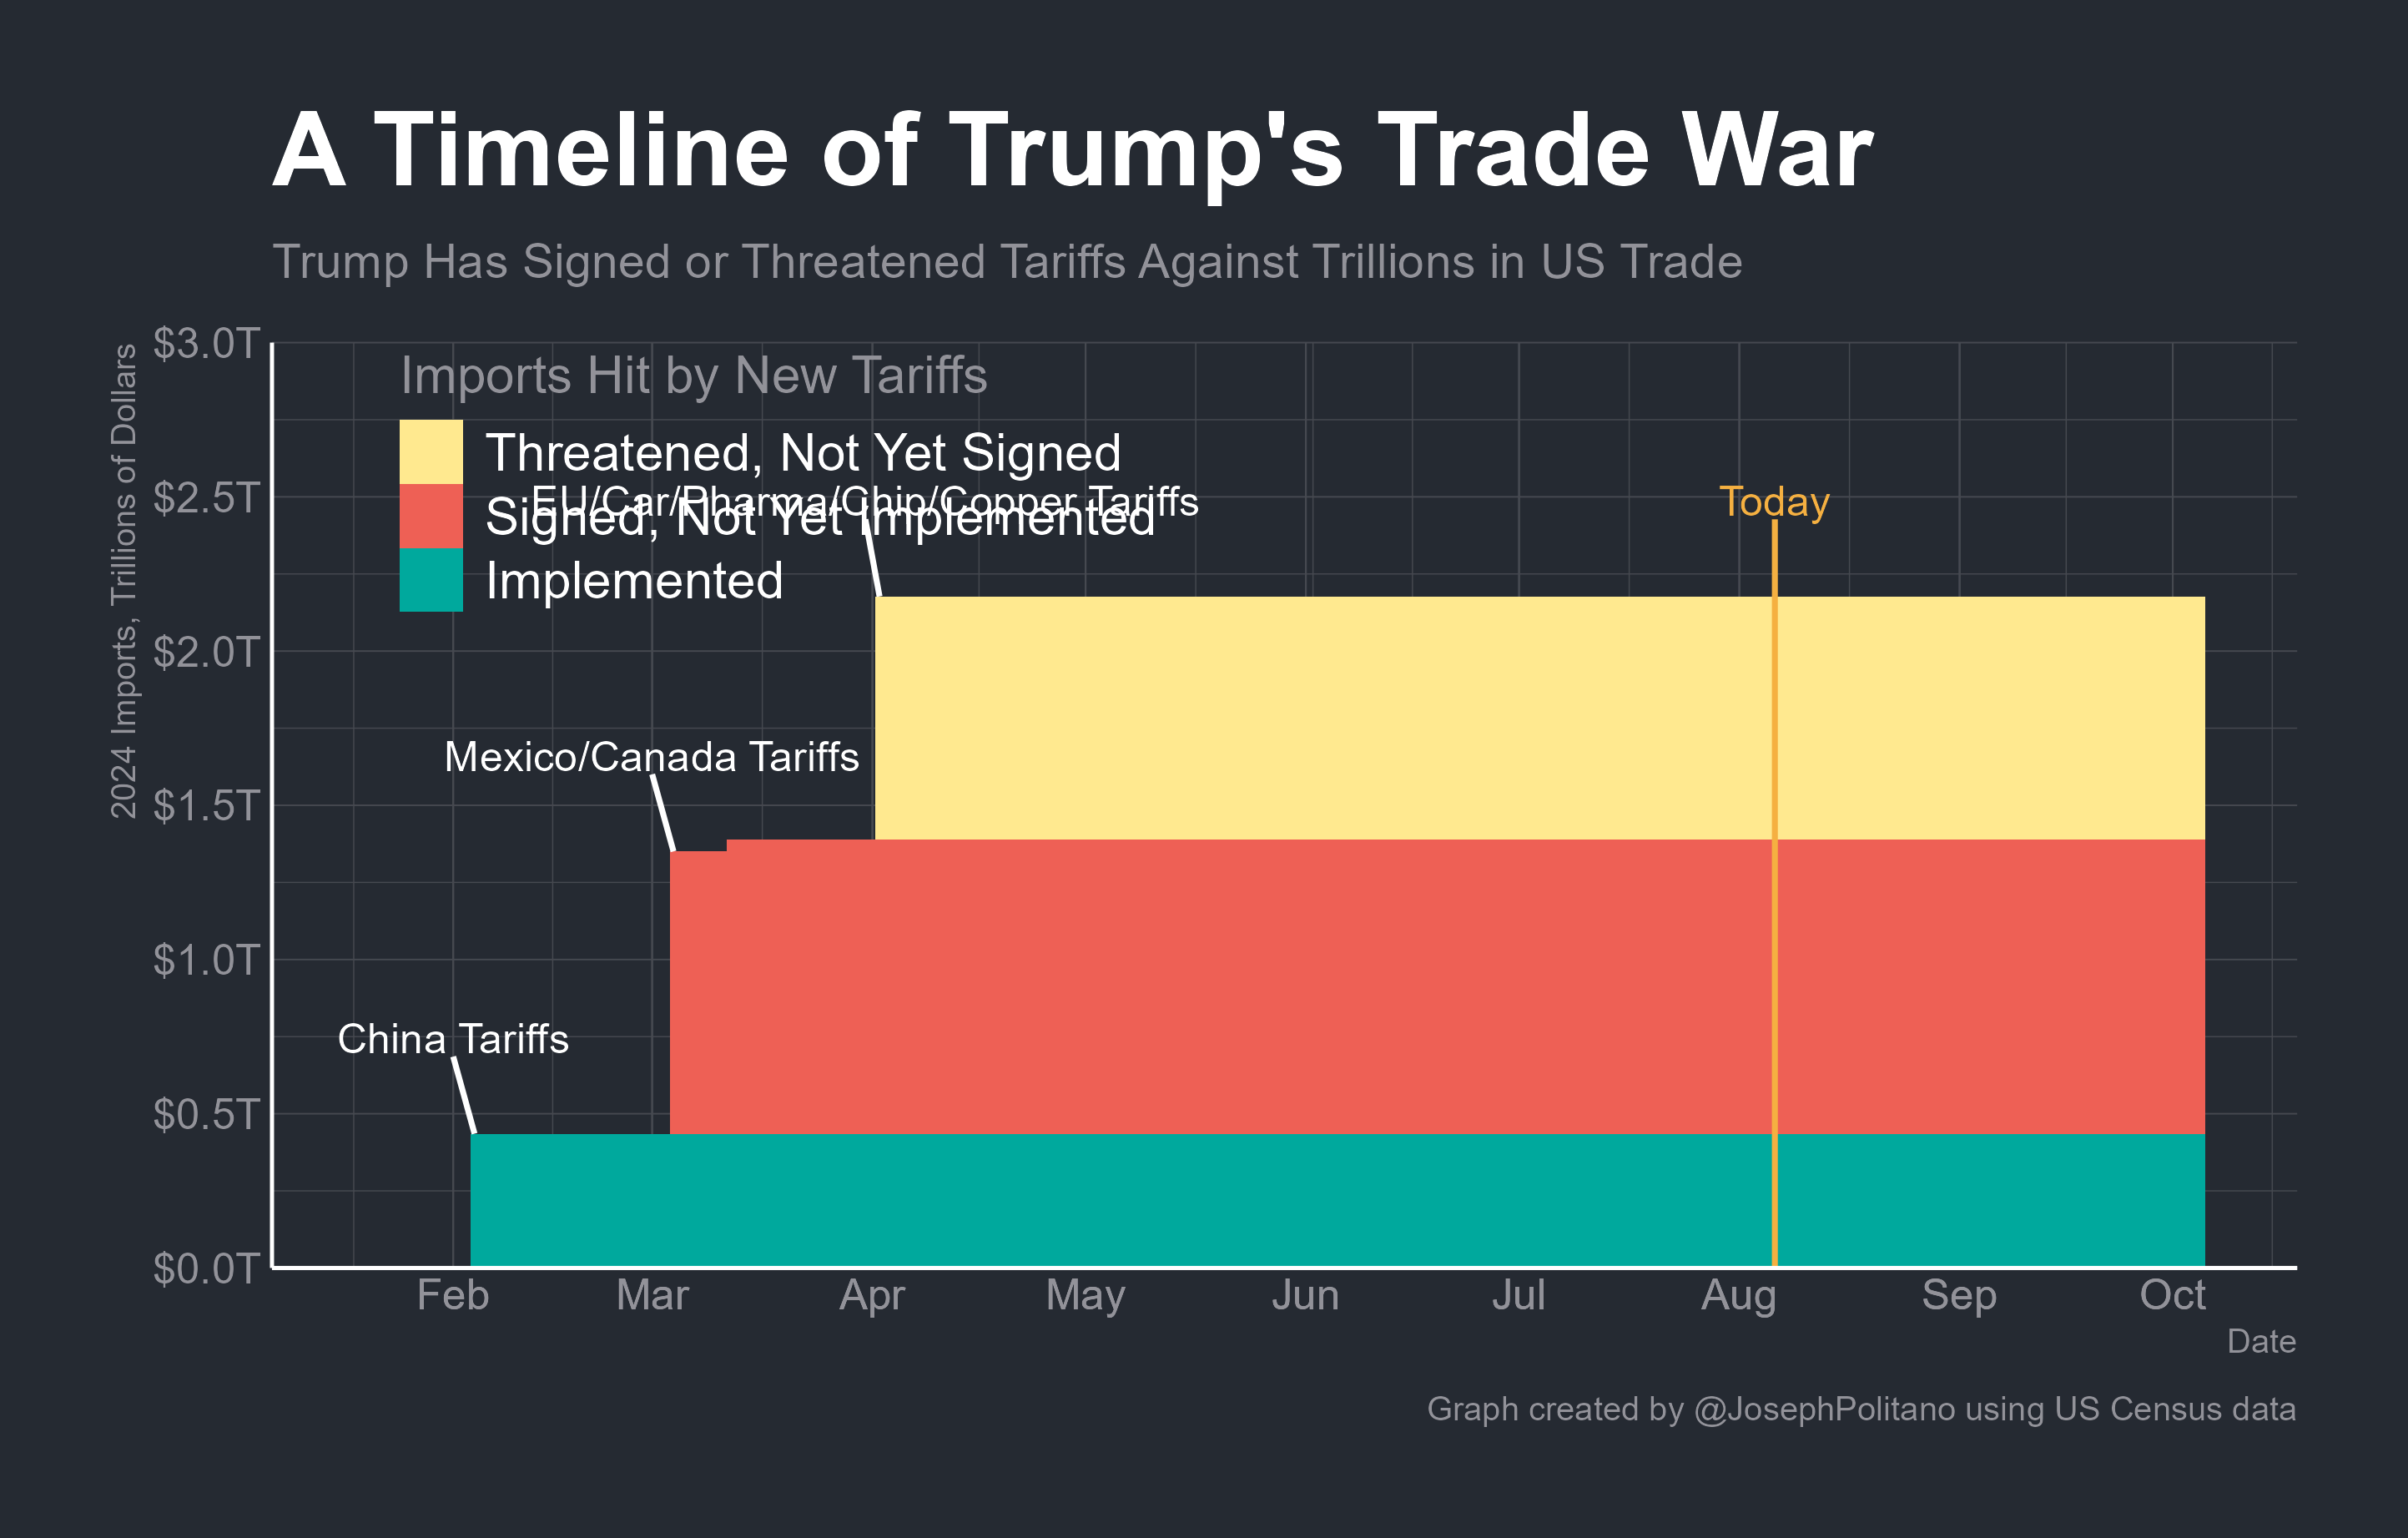 A Timeline of Trump's Trade War
Trump Has Signed or Threatened Tariffs Against Trillions in US Trade
2024 Imports, Trillions of Dollars
$3.0T
$2.5T
$2.0T
$1.5T
$1.0T
$0.5T
$0.0T
Imports Hit by New Tariffs
Threatened, Not Yet Signed
EU/Car/Pharma/Chip/Copper Tariffs
Signed, Not Yet Implemented
Implemented
Today
Mexico/Canada Tariffs
China Tariffs
Feb Mar Apr May Jun Jul Aug Sep Oct
Date
Graph created by @JosephPolitano using US Census data